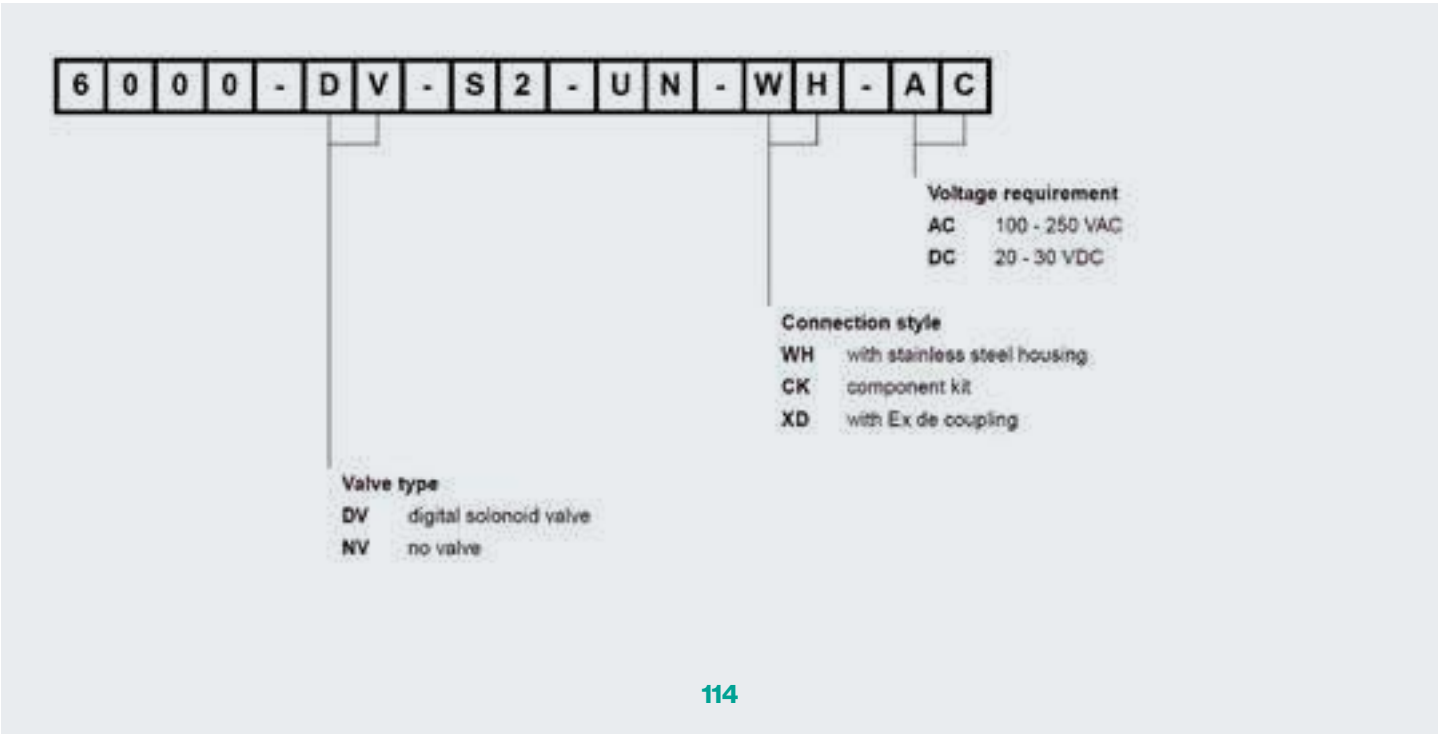 6000-DV-S2-UN-WH-AC
Voltage requirement
AC 100 - 250 VAC
DC 20 - 30 VDC
Connection style
WH with stainless steel housing
CK component kit
XD with Ex de coupling
Valve type
DV digital solonoid valve
NV no valve
114